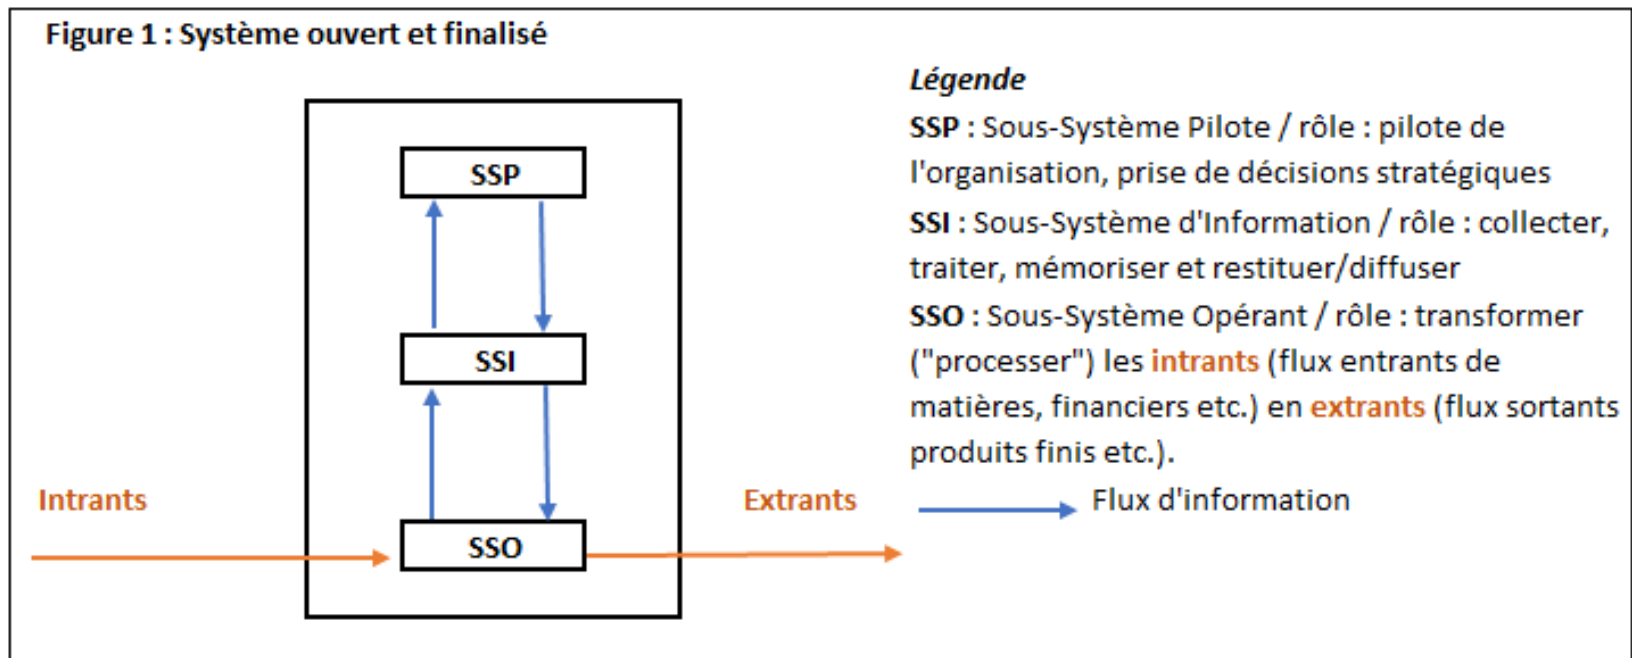 Figure 1 : Système ouvert et finalisé
SSP
SSI
SSO
Intrants
Extrants
Légende
SSP : Sous-Système Pilote / rôle : pilote de
l'organisation, prise de décisions stratégiques
SSI : Sous-Système d'Information / rôle : collecter,
traiter, mémoriser et restituer/diffuser
SSO : Sous-Système Opérant / rôle : transformer
("processer") les intrants (flux entrants de
matières, financiers etc.) en extrants (flux sortants
produits finis etc.).
Flux d'information